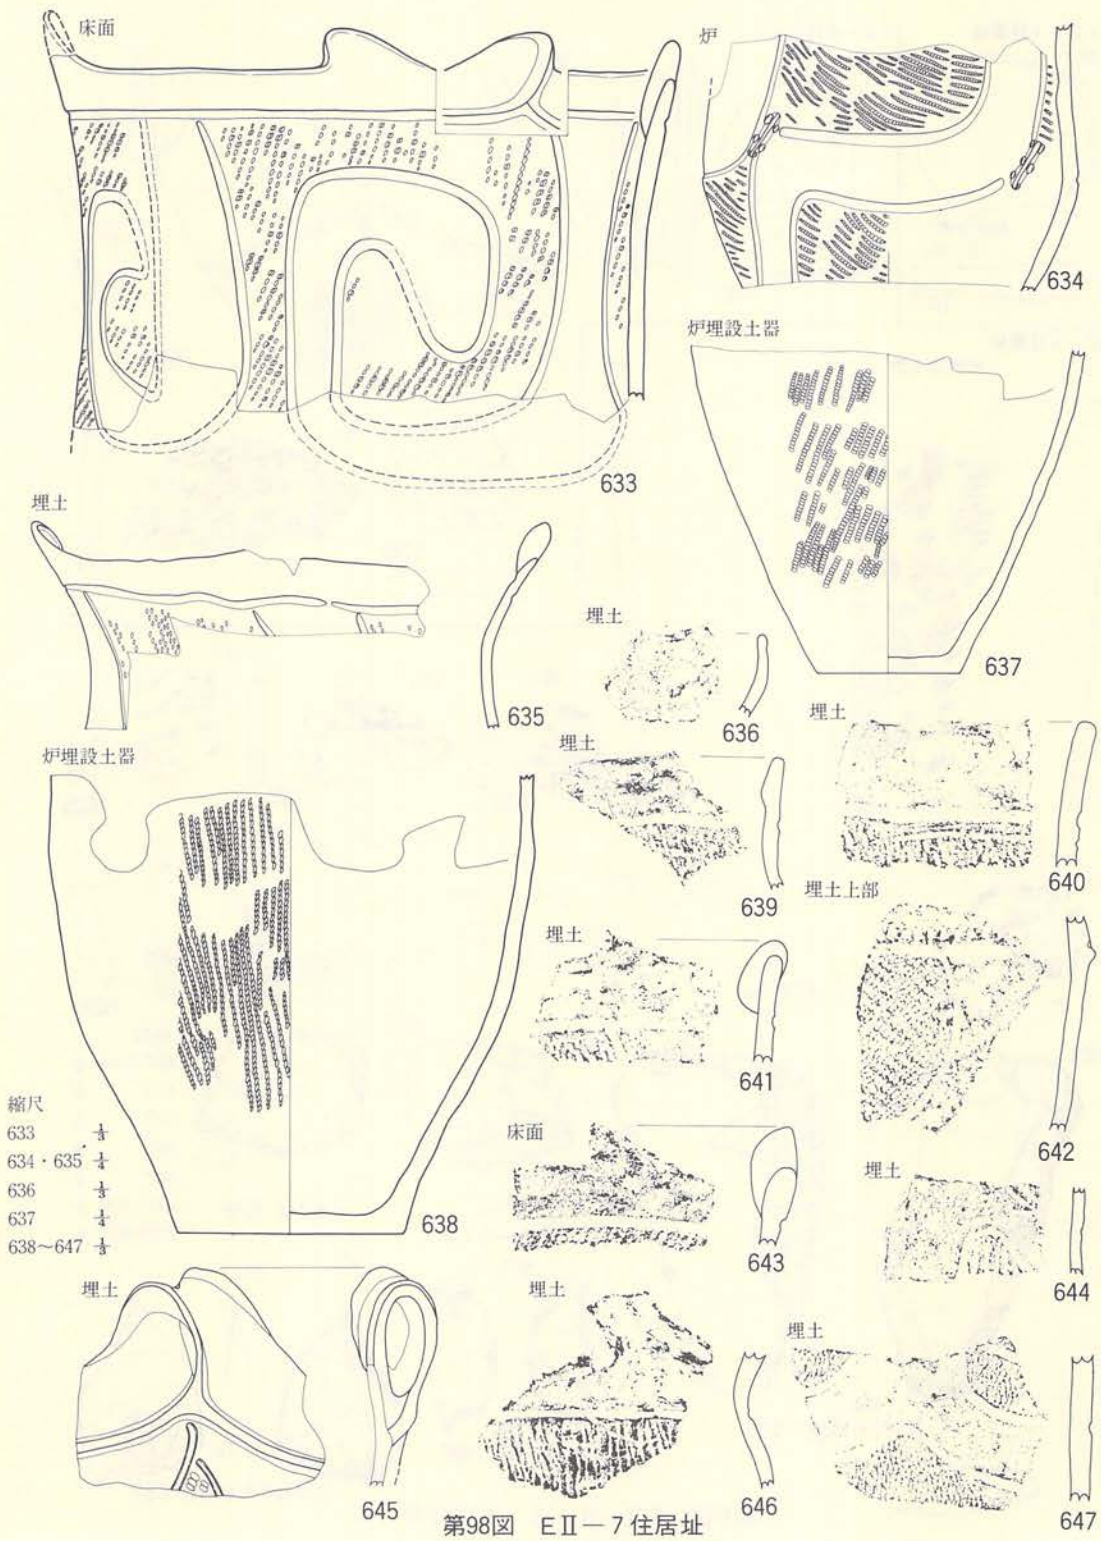 床面
炉
634
炉埋設土器
633
埋土
637
635
埋土
636
埋土
炉埋設土器
埋土
639
640
埋土上部
埋土
641
642
縮尺
633 ⅓
634・635 ¼
636 ⅓
637 ¼
638〜647 ⅓
638
床面
643
埋土
644
埋土
645
埋土
646
埋土
647
第98図 EⅡ―7住居址